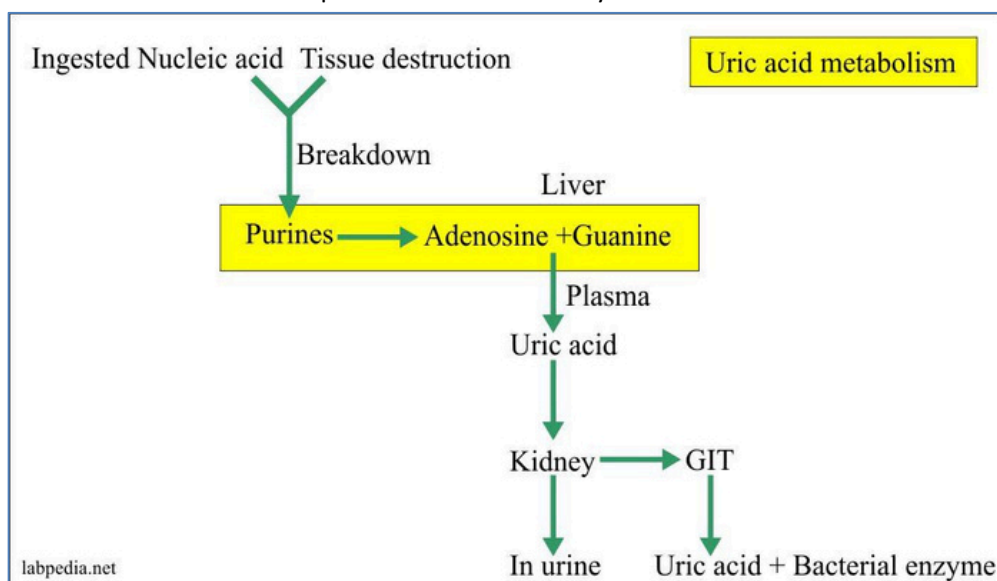 Ingested Nucleic acid Tissue destruction
Uric acid metabolism
Breakdown
Liver
Purines
Adenosine +Guanine
Plasma
Uric acid
Kidney
GIT
In urine
Uric acid + Bacterial enzyme
labpedia.net